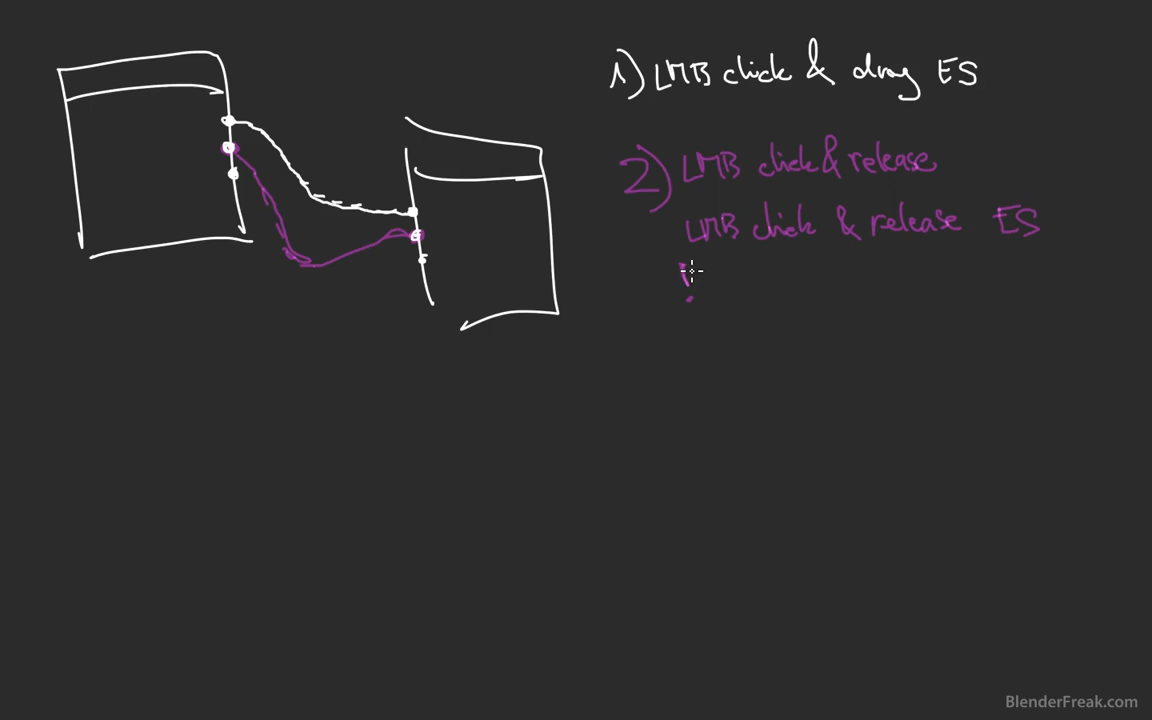 1) LMB click & drag ES
2) LMB click & release
LMB click & release ES
!
BlenderFreak.com